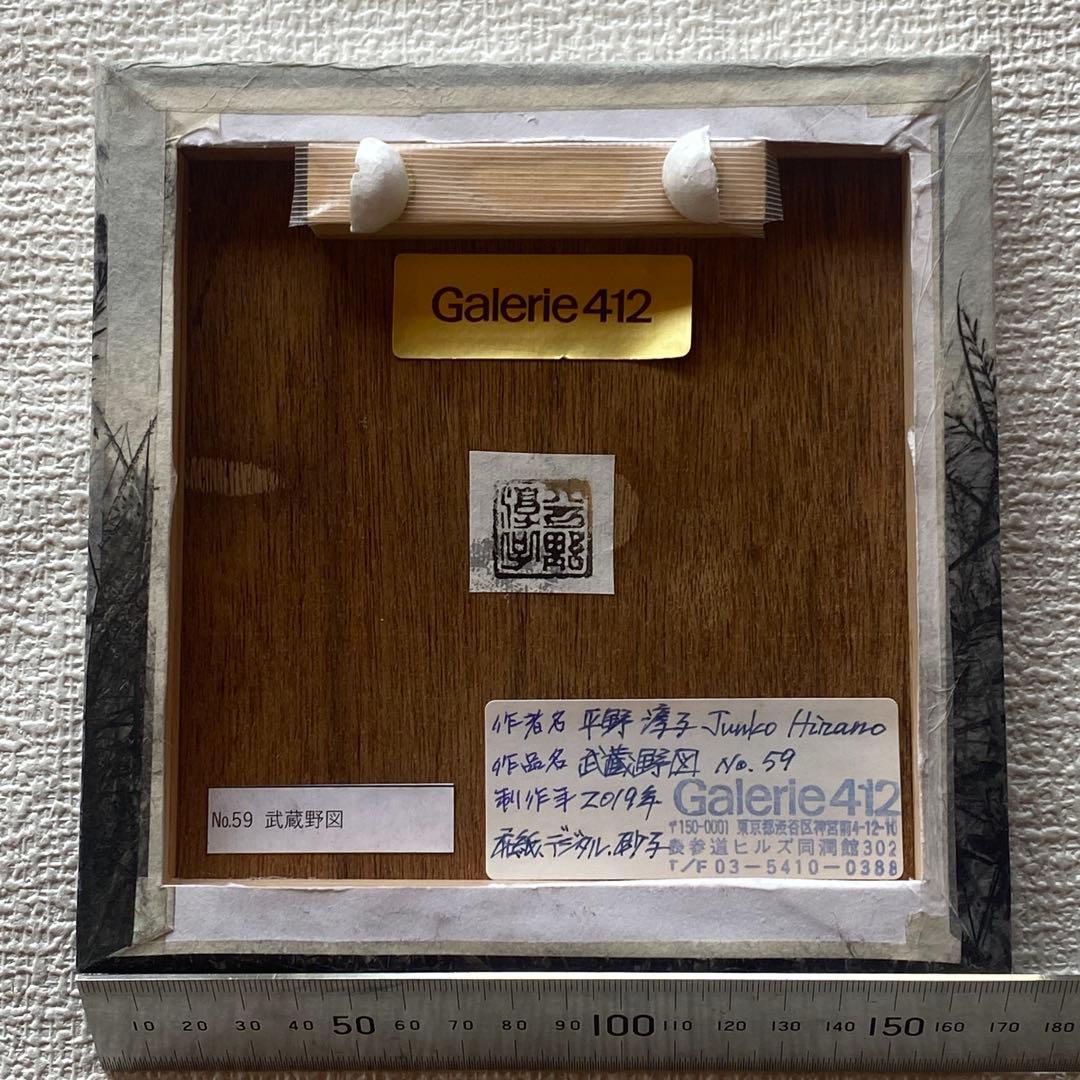 Galerie 412
淳子
平野
作者名 平野 淳子 Junko Hirano
作品名 武蔵野図 No.59
制作年 2019年
和紙、デジタル、砂子
Galerie 412
〒150-0001 東京都渋谷区神宮前4-12-10
表参道ヒルズ同潤館302
T/F 03-5410-0388
No.59 武蔵野図
10 20 30 40 50 60 70 80 90 100 110 120 130 140 150 160 170 180